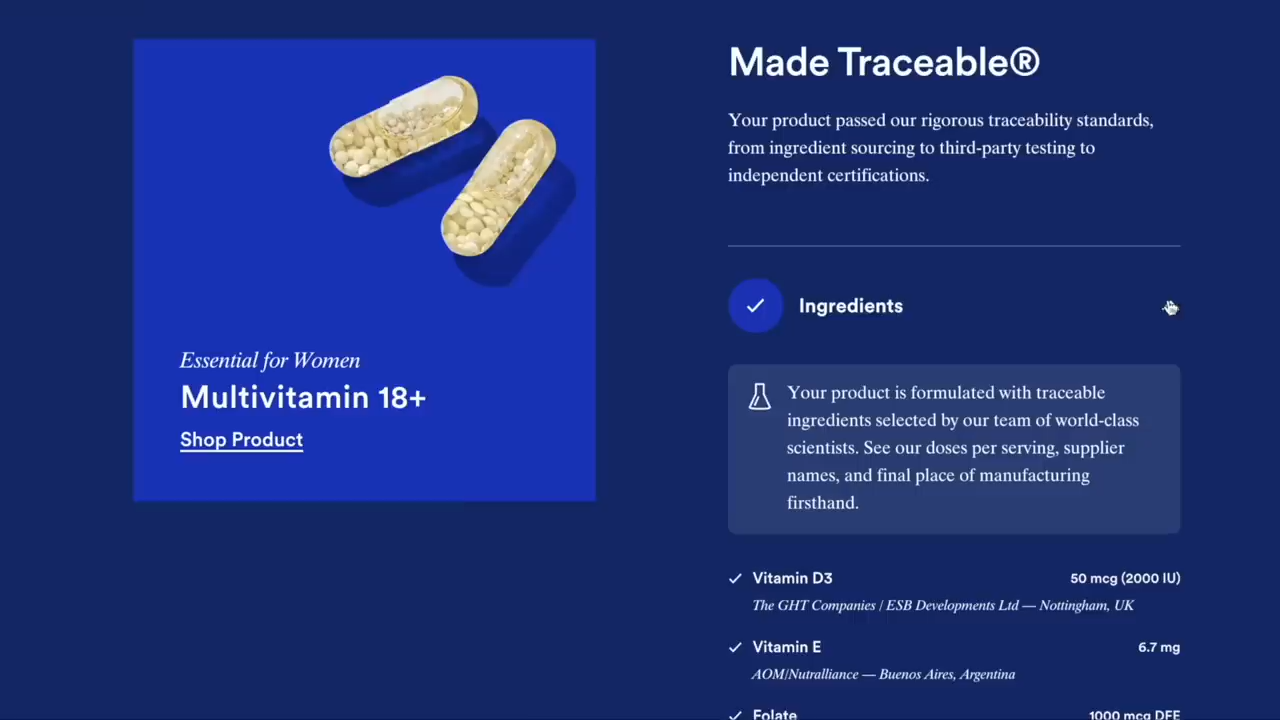 Essential for Women
Multivitamin 18+
Shop Product
Made Traceable®
Your product passed our rigorous traceability standards,
from ingredient sourcing to third-party testing to
independent certifications.
Ingredients
Your product is formulated with traceable
ingredients selected by our team of world-class
scientists. See our doses per serving, supplier
names, and final place of manufacturing
firsthand.
Vitamin D3 50 mcg (2000 IU)
The GHT Companies / ESB Developments Ltd — Nottingham, UK
Vitamin E 6.7 mg
AOM/Nutralliance — Buenos Aires, Argentina
Folate 1000 mcg DFE